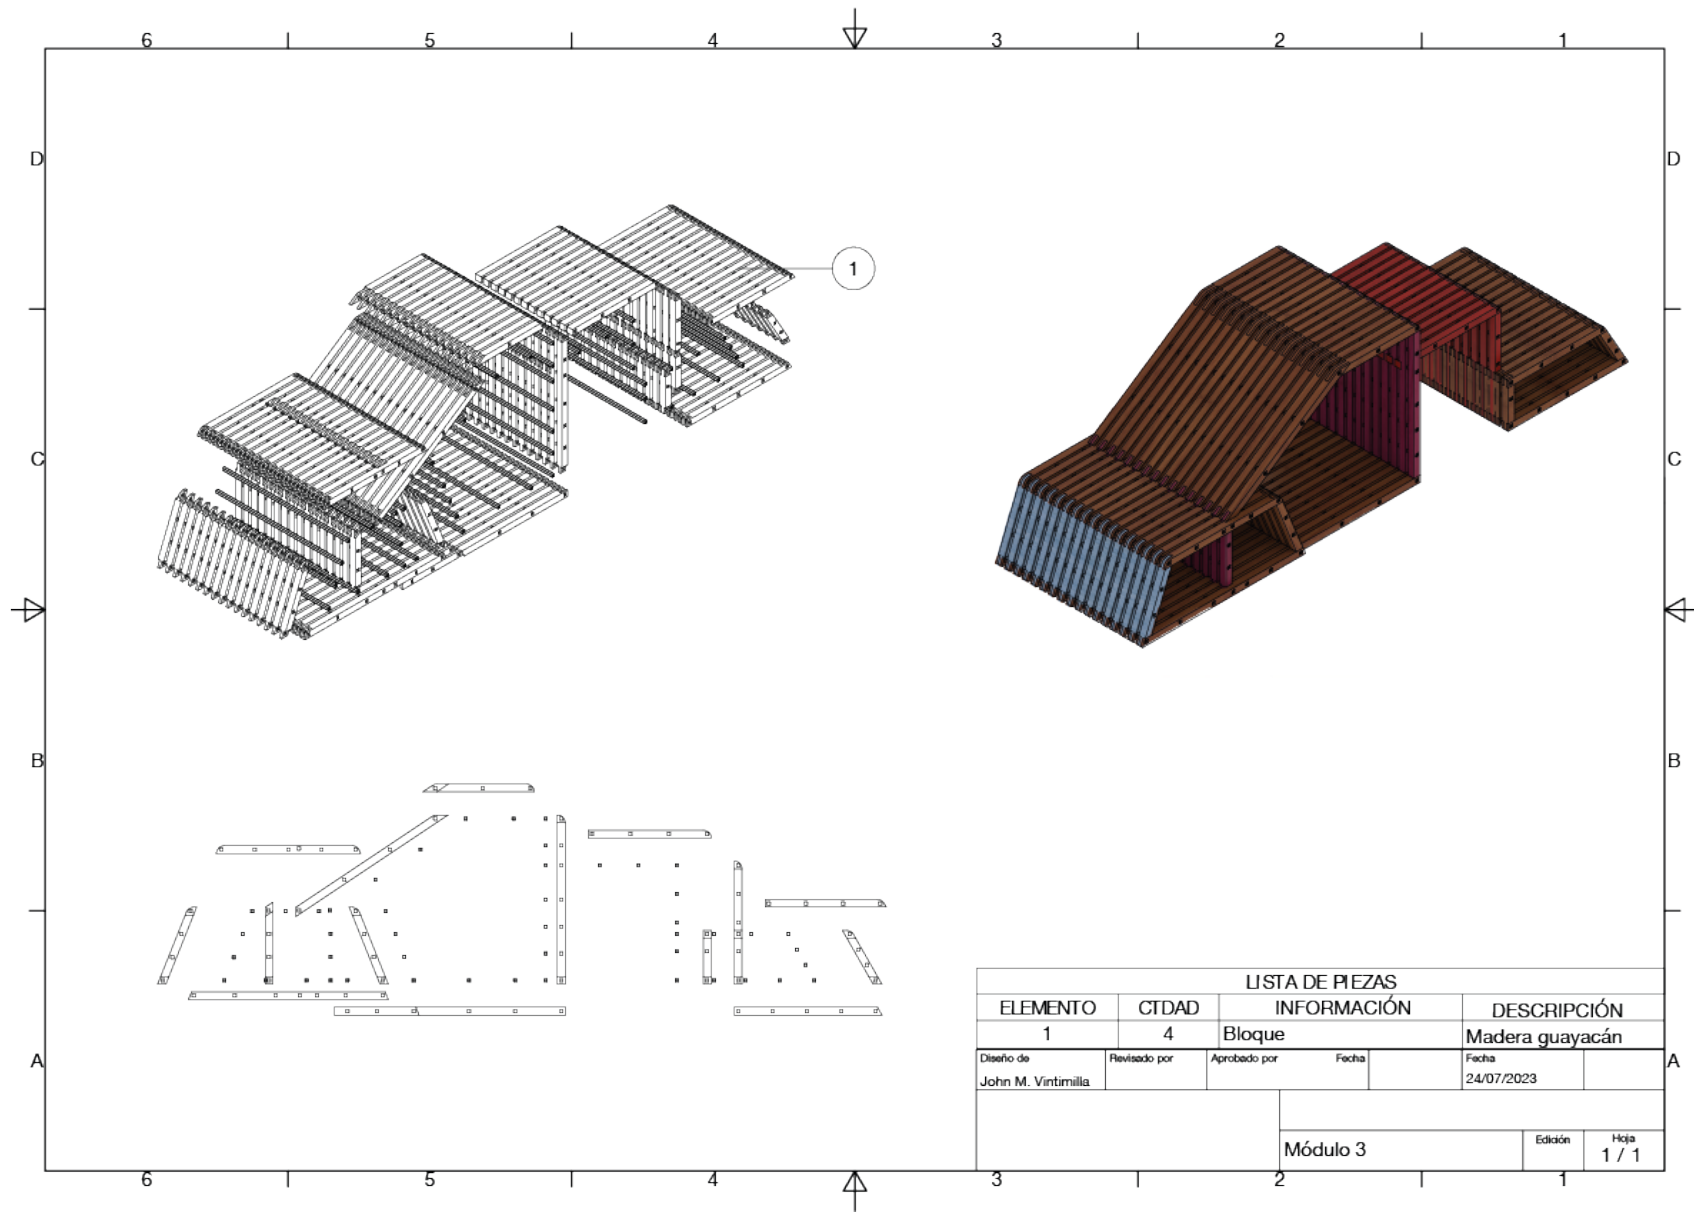 6 5 4 3 2 1
D D
1
C C
B B
LISTA DE PIEZAS
ELEMENTO CTDAD INFORMACIÓN DESCRIPCIÓN
1 4 Bloque Madera guayacán
A A
Diseño de Revisado por Aprobado por Fecha Fecha
John M. Vintimilla 24/07/2023
Edición Hoja
Módulo 3 1 / 1
6 5 4 3 2 1